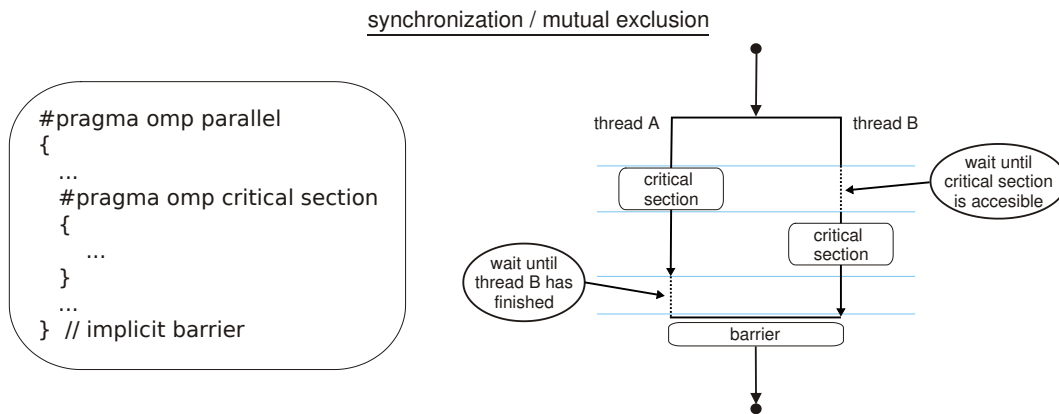 synchronization / mutual exclusion
#pragma omp parallel
{
...
#pragma omp critical section
{
...
}
...
} // implicit barrier
thread A
thread B
critical
section
wait until
critical section
is accesible
critical
section
wait until
thread B has
finished
barrier